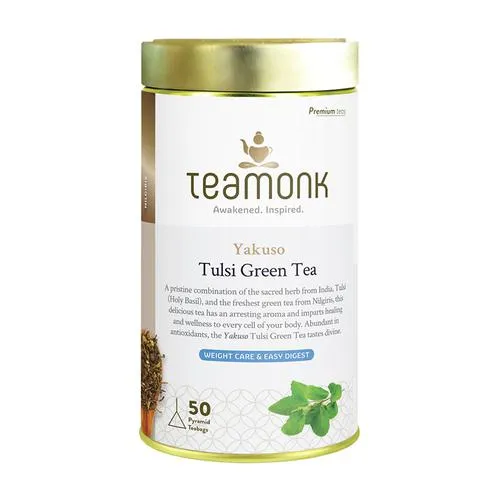 Premium teas
NILGIRIS
teamonk
Awakened. Inspired.
Yakuso
Tulsi Green Tea
A pristine combination of the sacred herb from India, Tulsi
(Holy Basil), and the freshest green tea from Nilgiris, this
delicious tea has an arresting aroma and imparts healing
and wellness to every cell of your body. Abundant in
antioxidants, the Yakuso Tulsi Green Tea tastes divine.
WEIGHT CARE & EASY DIGEST
50
Pyramid
Teabags